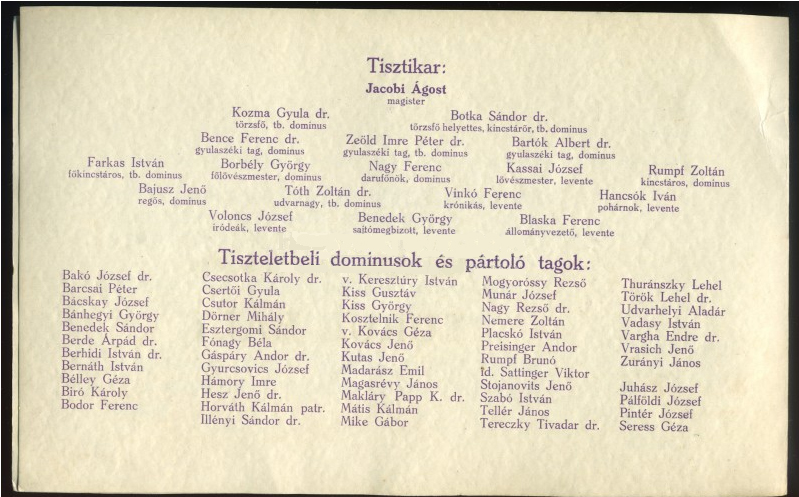 Tisztikar:
Jacobi Ágost
magister
Kozma Gyula dr.
törzsfő, tb. dominus
Botka Sándor dr.
törzsfő helyettes, kincstárőr, tb. dominus
Bence Ferenc dr.
gyulaszéki tag, dominus
Zeöld Imre Péter dr.
gyulaszéki tag, tb. dominus
Bartók Albert dr.
gyulaszéki tag, dominus
Farkas István
főkincstáros, tb. dominus
Borbély György
fölövészmester, dominus
Nagy Ferenc
darufönök, dominus
Kassai József
lövészmester, levente
Rumpf Zoltán
kincstáros, dominus
Bajusz Jenő
regős, dominus
Tóth Zoltán dr.
udvarnagy, tb. dominus
Vinkó Ferenc
krónikás, levente
Hancsók Iván
pohárnok, levente
Voloncs József
íródeák, levente
Benedek György
sajtómegbízott, levente
Blaska Ferenc
állományvezető, levente
Tiszteletbeli dominusok és pártoló tagok:
Bakó József dr.
Barcsai Péter
Bácskay József
Bánhegyi György
Benedek Sándor
Berde Árpád dr.
Berhidi István dr.
Bernáth István
Bélley Géza
Biró Károly
Bodor Ferenc
Csecsotka Károly dr.
Csertői Gyula
Csutor Kálmán
Dörner Mihály
Esztergomi Sándor
Fónagy Béla
Gáspáry Andor dr.
Gyurcsovics József
Hámory Imre
Hesz Jenő dr.
Horváth Kálmán patr.
Illényi Sándor dr.
v. Keresztúry István
Kiss Gusztáv
Kiss György
Kosztelnik Ferenc
v. Kovács Géza
Kovács Jenő
Kutas Jenő
Madarász Emil
Magasrévy János
Makláry Papp K. dr.
Mátis Kálmán
Mike Gábor
Mogyoróssy Rezső
Munár József
Nagy Rezső dr.
Nemere Zoltán
Placskó István
Preisinger Andor
Rumpf Brunó
Id. Sattinger Viktor
Stojanovits Jenő
Szabó István
Tellér János
Tereczky Tivadar dr.
Thuránszky Lehel
Török Lehel dr.
Udvarhelyi Aladár
Vadasy István
Vargha Endre dr.
Vrasich Jenő
Zurányi János
Juhász József
Pálföldi József
Pintér József
Seress Géza